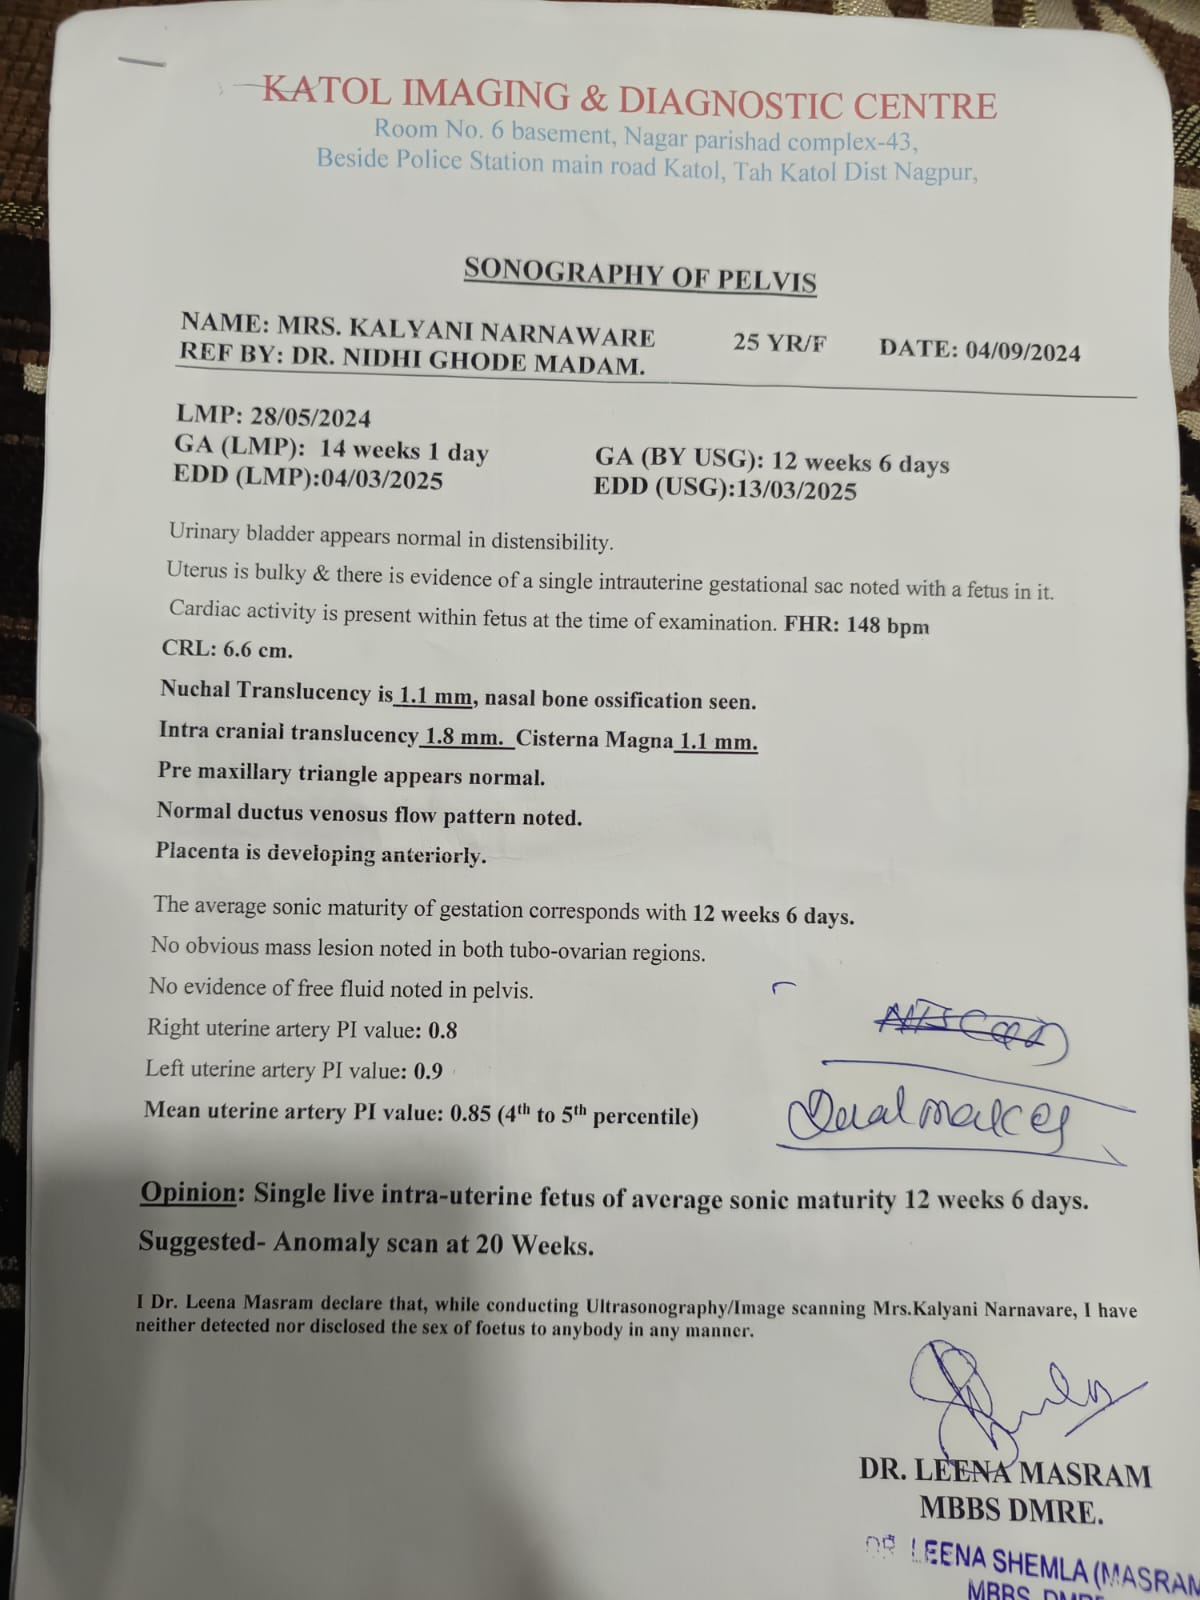 KATOL IMAGING & DIAGNOSTIC CENTRE
Room No. 6 basement, Nagar parishad complex-43,
Beside Police Station main road Katol, Tah Katol Dist Nagpur,
SONOGRAPHY OF PELVIS
NAME: MRS. KALYANI NARNAWARE 25 YR/F DATE: 04/09/2024
REF BY: DR. NIDHI GHODE MADAM.
LMP: 28/05/2024
GA (LMP): 14 weeks 1 day GA (BY USG): 12 weeks 6 days
EDD (LMP):04/03/2025 EDD (USG):13/03/2025
Urinary bladder appears normal in distensibility.
Uterus is bulky & there is evidence of a single intrauterine gestational sac noted with a fetus in it.
Cardiac activity is present within fetus at the time of examination. FHR: 148 bpm
CRL: 6.6 cm.
Nuchal Translucency is 1.1 mm, nasal bone ossification seen.
Intra cranial translucency 1.8 mm. Cisterna Magna 1.1 mm.
Pre maxillary triangle appears normal.
Normal ductus venosus flow pattern noted.
Placenta is developing anteriorly.
The average sonic maturity of gestation corresponds with 12 weeks 6 days.
No obvious mass lesion noted in both tubo-ovarian regions.
No evidence of free fluid noted in pelvis.
Right uterine artery PI value: 0.8
Left uterine artery PI value: 0.9
Mean uterine artery PI value: 0.85 (4th to 5th percentile)
Dual marker
Opinion: Single live intra-uterine fetus of average sonic maturity 12 weeks 6 days.
Suggested- Anomaly scan at 20 Weeks.
I Dr. Leena Masram declare that, while conducting Ultrasonography/Image scanning Mrs.Kalyani Narnavare, I have
neither detected nor disclosed the sex of foetus to anybody in any manner.
DR. LEENA MASRAM
MBBS DMRE.
DR LEENA SHEMLA (MASRAM
MBBS, DMRE